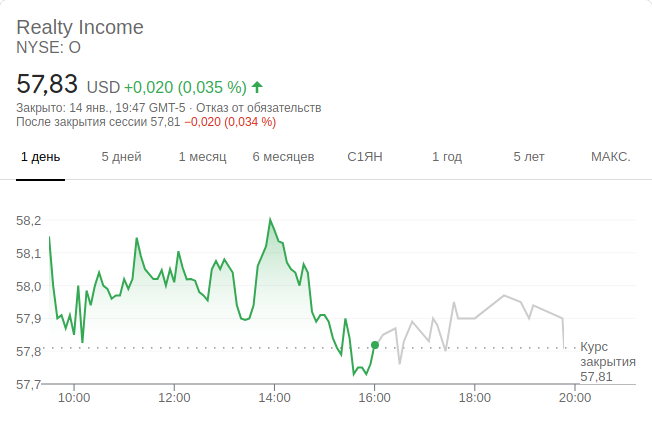 Realty Income
NYSE: O
57,83 USD +0,020 (0,035 %)
Закрыто: 14 янв., 19:47 GMT-5 · Отказ от обязательств
После закрытия сессии 57,81 −0,020 (0,034 %)
1 день 5 дней 1 месяц 6 месяцев С1ЯН 1 год 5 лет МАКС.
58,2
58,1
58,0
57,9
57,8
57,7
Курс
закрытия
57,81
10:00 12:00 14:00 16:00 18:00 20:00